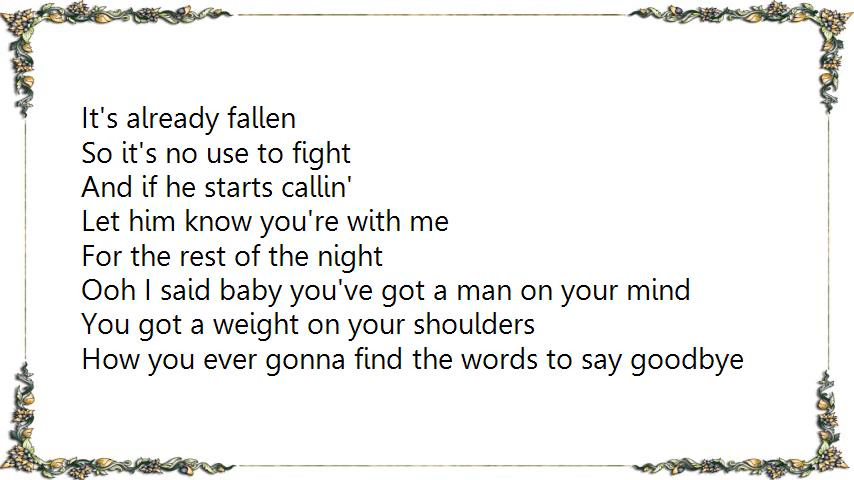 It's already fallen
So it's no use to fight
And if he starts callin'
Let him know you're with me
For the rest of the night
Ooh I said baby you've got a man on your mind
You got a weight on your shoulders
How you ever gonna find the words to say goodbye